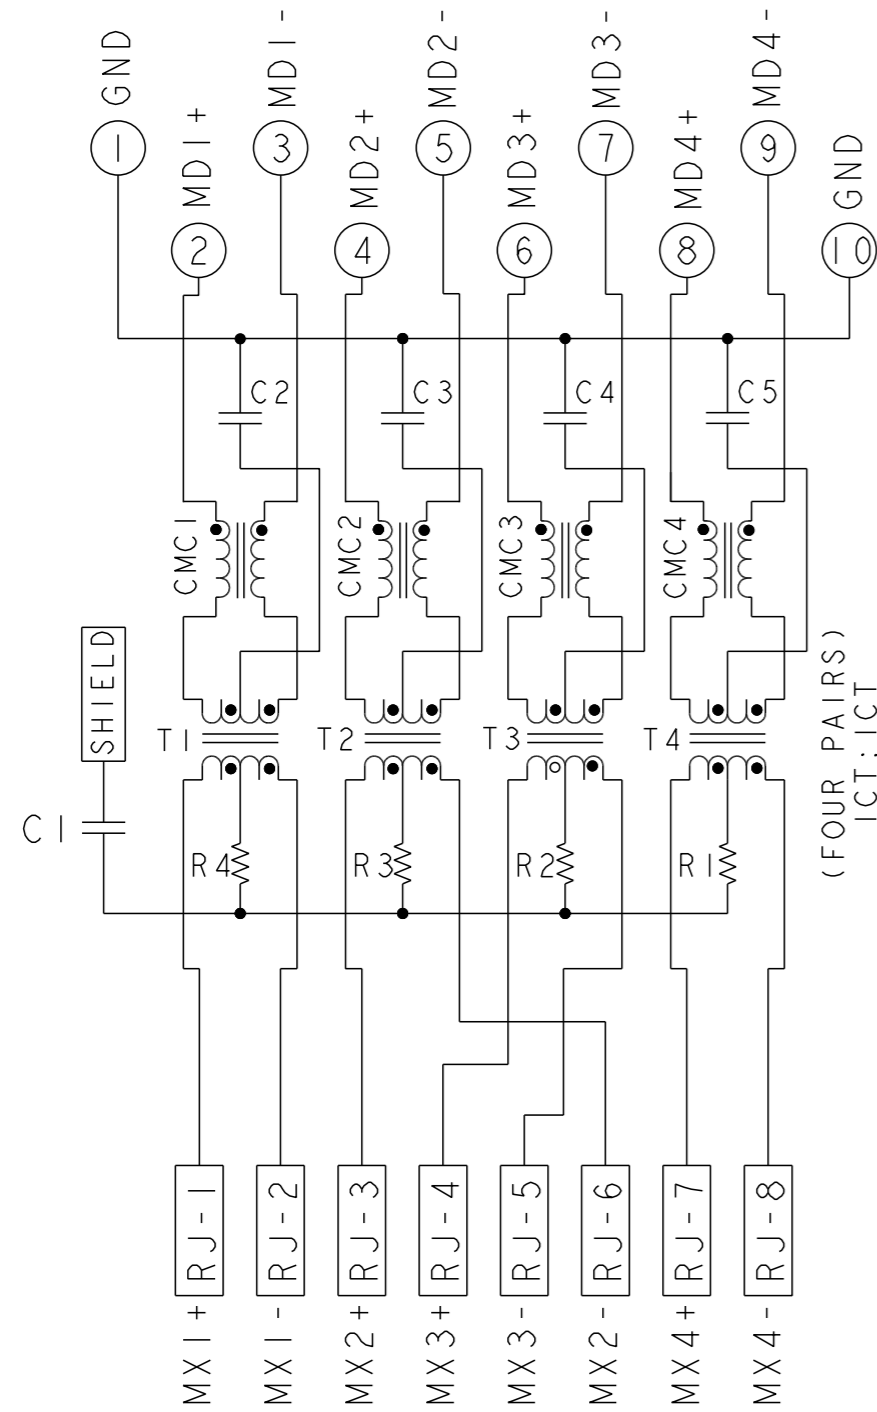 GND
MD1+
MD1-
MD2+
MD2-
MD3+
MD3-
MD4+
MD4-
GND
1
2
3
4
5
6
7
8
9
10
C2
C3
C4
C5
CMC1
CMC2
CMC3
CMC4
SHIELD
T1
T2
T3
T4
(FOUR PAIRS)
1CT:1CT
C1
R4
R3
R2
R1
RJ-1
RJ-2
RJ-3
RJ-4
RJ-5
RJ-6
RJ-7
RJ-8
MX1+
MX1-
MX2+
MX3+
MX3-
MX2-
MX4+
MX4-